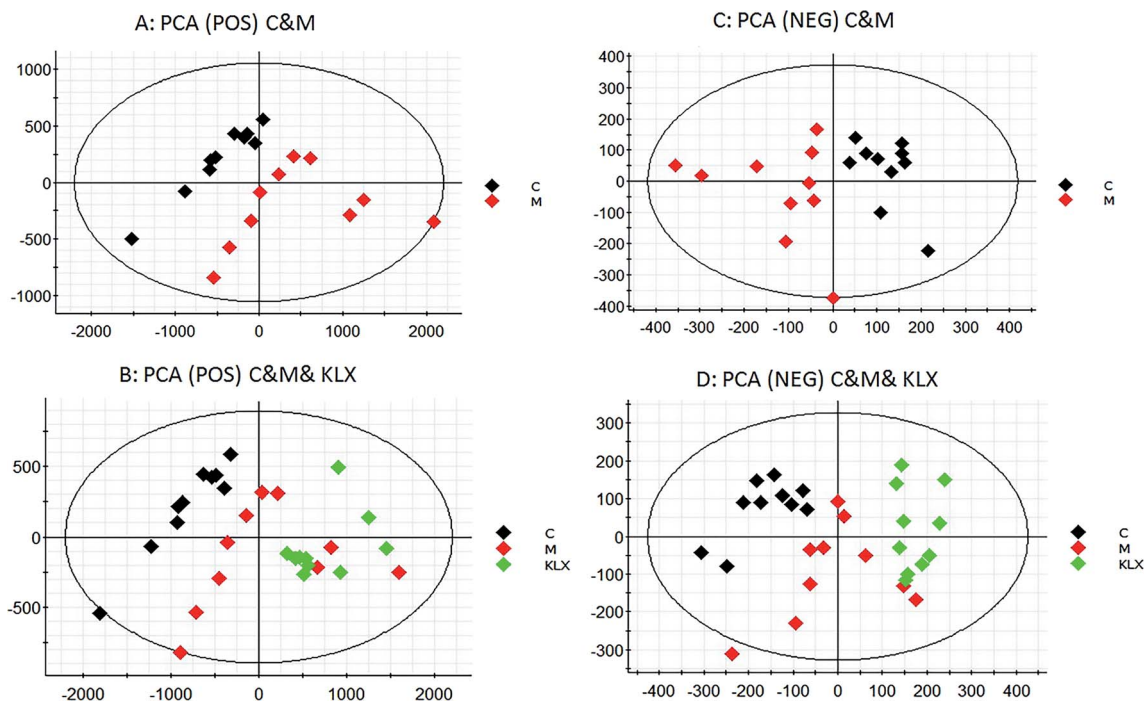 A: PCA (POS) C&M
1000
500
0
-500
-1000
-2000 -1000 0 1000 2000
C
M
C: PCA (NEG) C&M
400
300
200
100
0
-100
-200
-300
-400
-400 -300 -200 -100 0 100 200 300 400
C
M
B: PCA (POS) C&M& KLX
500
0
-500
-2000 -1000 0 1000 2000
C
M
KLX
D: PCA (NEG) C&M& KLX
300
200
100
0
-100
-200
-300
-400 -300 -200 -100 0 100 200 300 400
C
M
KLX